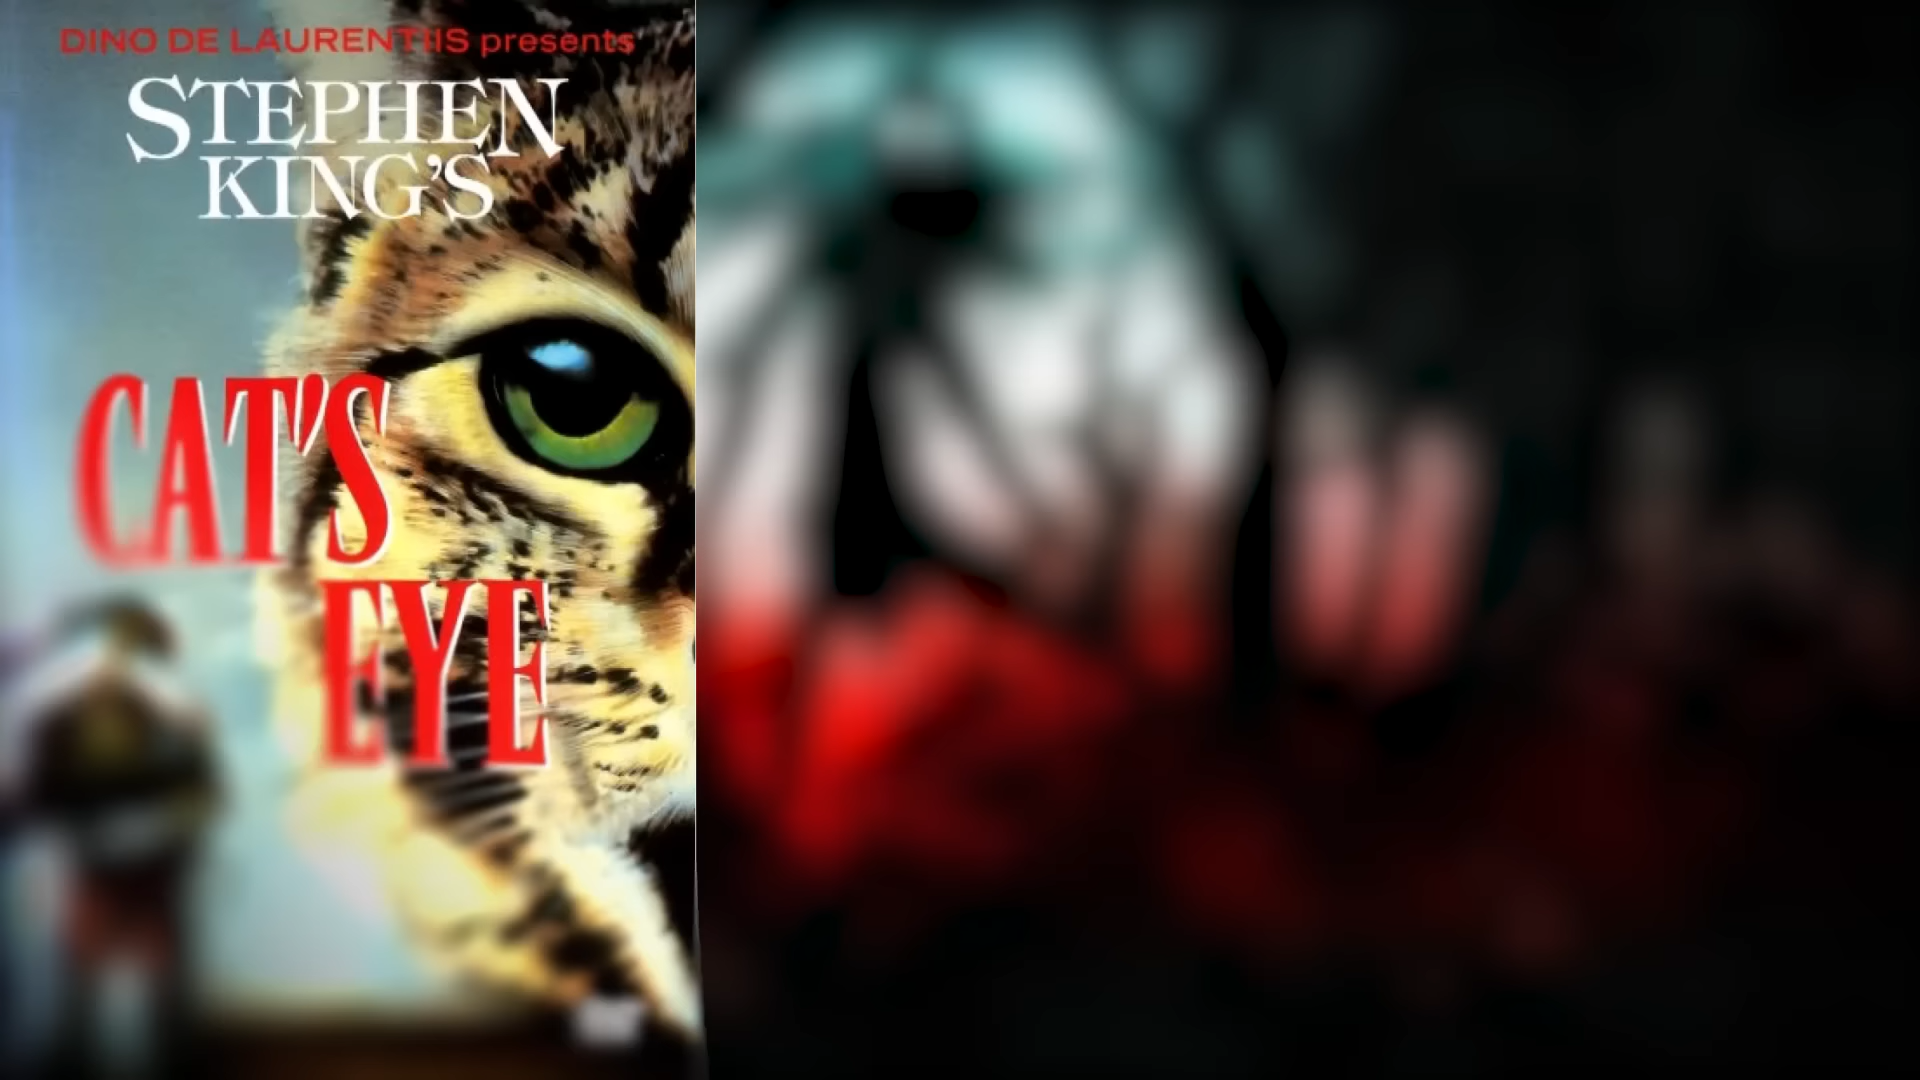 DINO DE LAURENTIIS presents
STEPHEN
KING'S
CAT'S
EYE